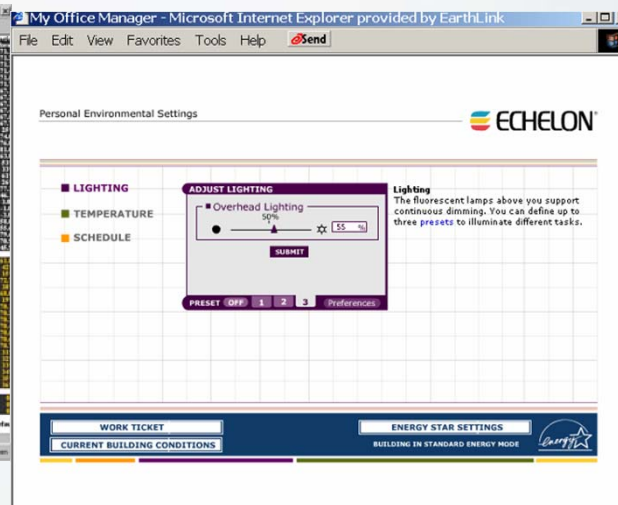 My Office Manager - Microsoft Internet Explorer provided by EarthLink
File Edit View Favorites Tools Help eSend
Personal Environmental Settings
ECHELON
LIGHTING
TEMPERATURE
SCHEDULE
ADJUST LIGHTING
Overhead Lighting
50%
55 %
SUBMIT
PRESET OFF 1 2 3 Preferences
Lighting
The fluorescent lamps above you support
continuous dimming. You can define up to
three presets to illuminate different tasks.
WORK TICKET
CURRENT BUILDING CONDITIONS
ENERGY STAR SETTINGS
BUILDING IN STANDARD ENERGY MODE
energy